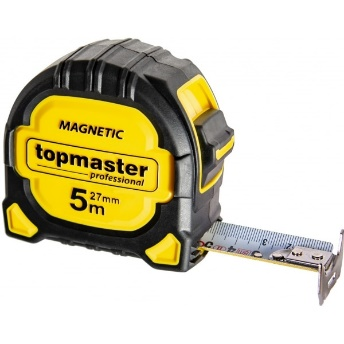 MAGNETIC
topmaster
professional
5m
27mm